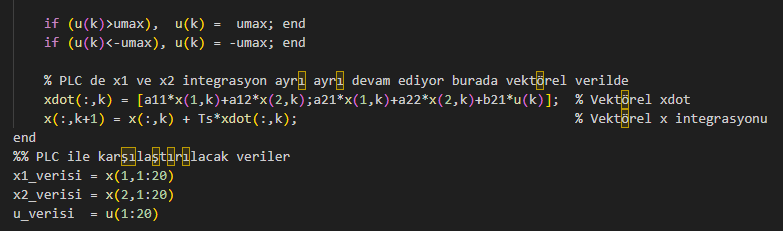 if (u(k)>umax), u(k) =  umax; end
if (u(k)<-umax), u(k) = -umax; end
% PLC de x1 ve x2 integrasyon ayrı ayrı devam ediyor burada vektörel verilde
xdot(:,k) = [a11*x(1,k)+a12*x(2,k);a21*x(1,k)+a22*x(2,k)+b21*u(k)];  % Vektörel xdot
x(:,k+1) = x(:,k) + Ts*xdot(:,k);                                    % Vektörel x integrasyonu
end
%% PLC ile karşılaştırılacak veriler
x1_verisi = x(1,1:20)
x2_verisi = x(2,1:20)
u_verisi  = u(1:20)